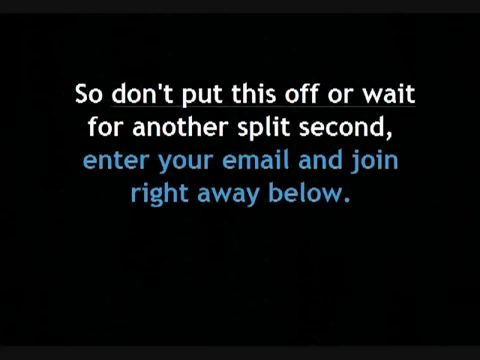 So don't put this off or wait
for another split second,
enter your email and join
right away below.